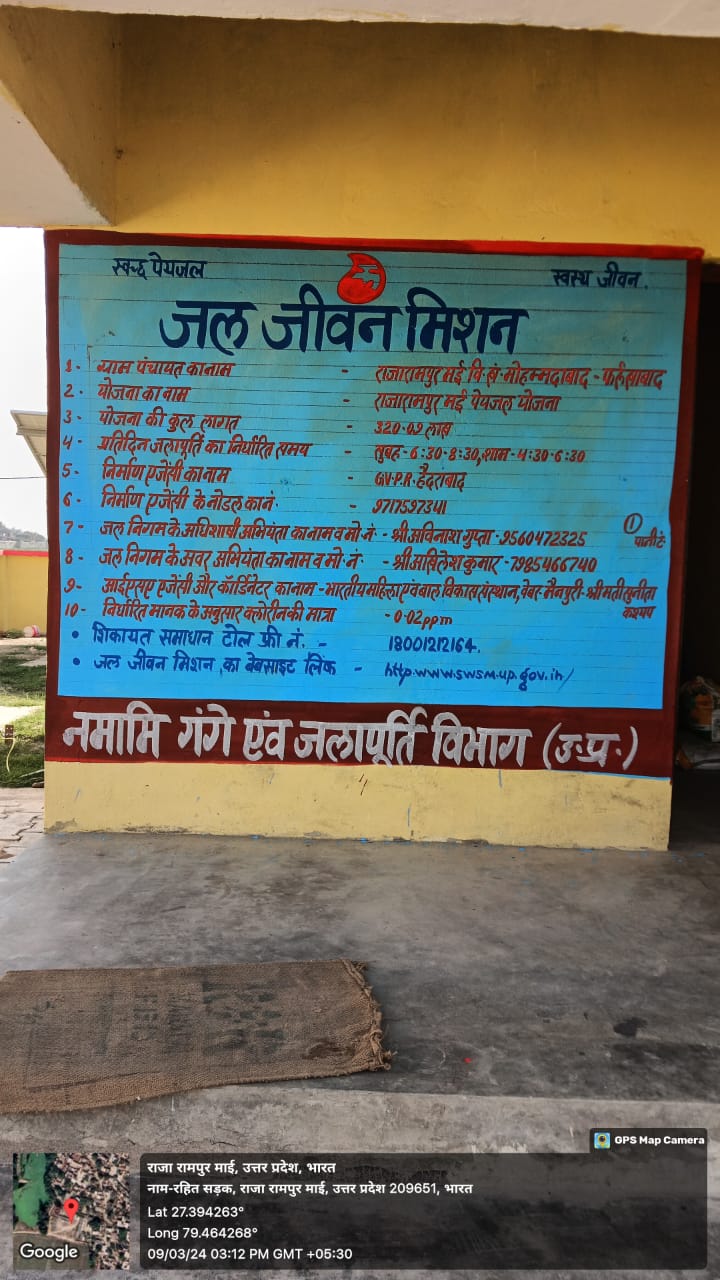 स्वच्छ पेयजल
स्वस्थ जीवन.
जल जीवन मिशन
1- ग्राम पंचायत का नाम - राजारामपुर मई वि.खं.मोहम्मदाबाद - फर्रुखाबाद
2- योजना का नाम - राजारामपुर मई पेयजल योजना
3- योजना की कुल लागत - 320.09 लाख
4- प्रतिदिन जलापूर्ति का निर्धारित समय - सुबह-6:30-8:30, शाम-4:30-6:30
5- निर्माण एजेंसी का नाम - GV.P.R. हैदराबाद
6- निर्माण एजेंसी के नोडल का नं. - 9717597341
7- जल निगम के अधिशाषी अभियंता का नाम व मो.नं. - श्री अविनाश गुप्ता-9560472325
8- जल निगम के अवर अभियंता का नाम व मो.नं. - श्री अखिलेश कुमार-7985466740
①
पानीटं
9- आईएसए एजेंसी और कॉर्डिनेटर का नाम - भारतीय महिला एवं बाल विकास संस्थान, वेबर-मैनपुरी-श्रीमती सुनीता
कश्यप
10- निर्धारित मानक के अनुसार क्लोरीन की मात्रा - 0.02ppm
• शिकायत समाधान टोल फ्री नं. - 18001212164.
• जल जीवन मिशन का बेबसाइट लिंक - http.www.swsm.up.gov.in/
नमामि गंगे एंव जलापूर्ति विभाग (उ.प्र.)
GPS Map Camera
राजा रामपुर माई, उत्तर प्रदेश, भारत
नाम-रहित सड़क, राजा रामपुर माई, उत्तर प्रदेश 209651, भारत
Lat 27.394263°
Long 79.464268°
09/03/24 03:12 PM GMT +05:30
Google